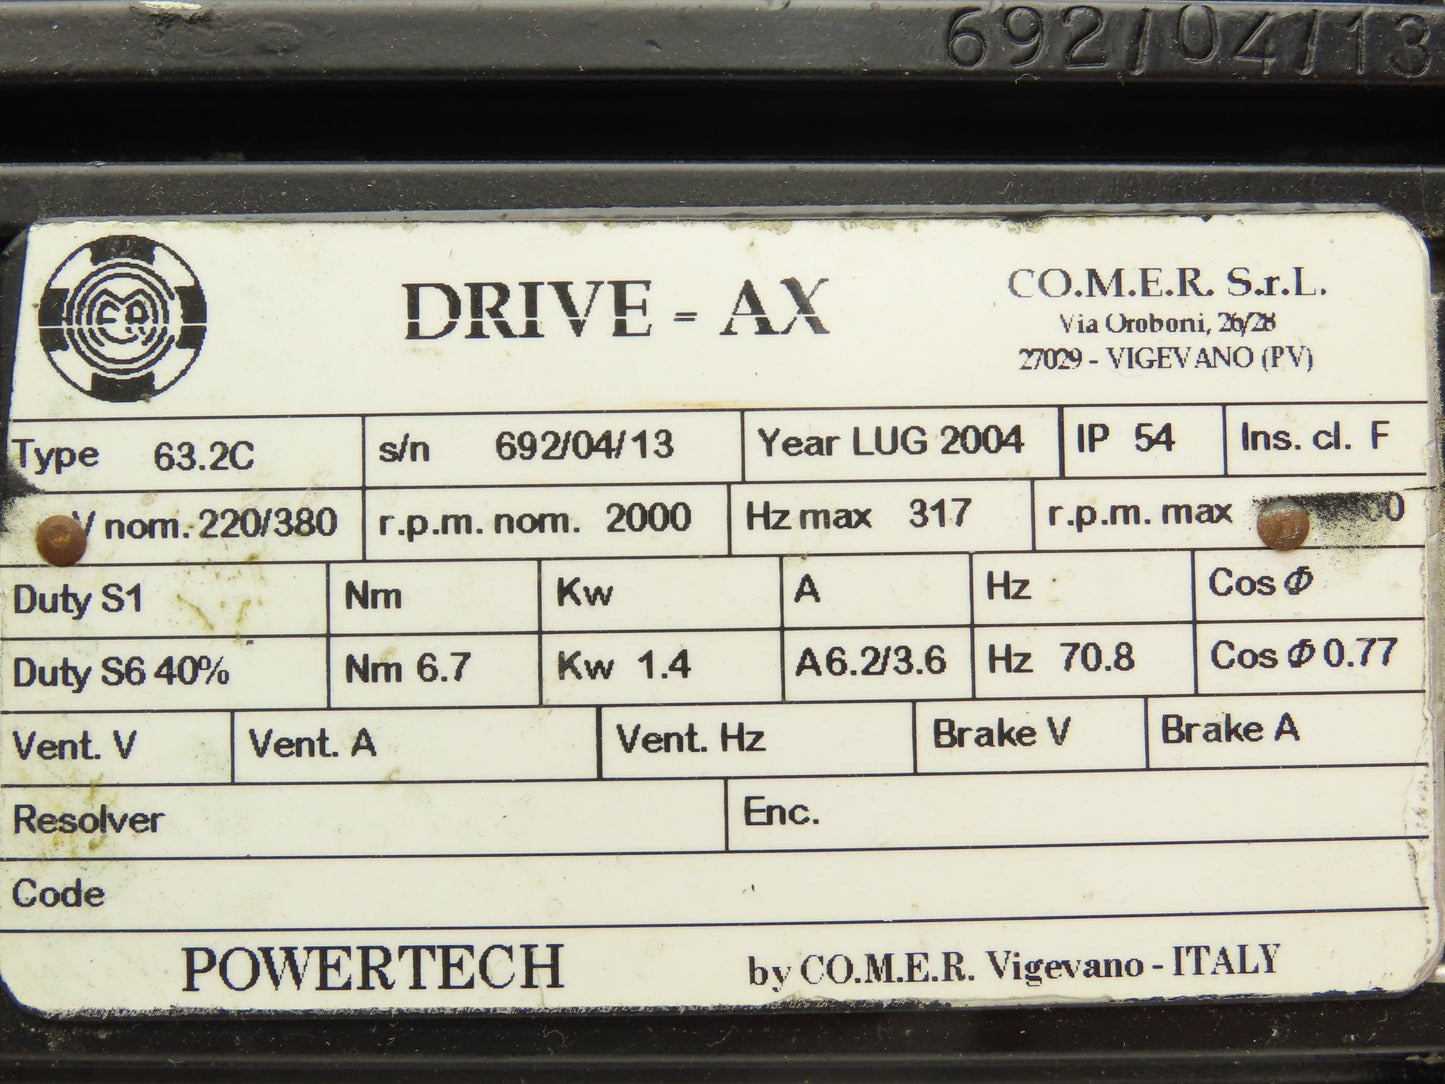 692/04/13
DRIVE - AX
CO.M.E.R. S.r.L.
Via Oroboni, 26/28
27029 - VIGEVANO (PV)
Type 63.2C s/n 692/04/13 Year LUG 2004 IP 54 Ins. cl. F
V nom. 220/380 r.p.m. nom. 2000 Hz max 317 r.p.m. max
Duty S1 Nm Kw A Hz Cos Φ
Duty S6 40% Nm 6.7 Kw 1.4 A 6.2/3.6 Hz 70.8 Cos Φ 0.77
Vent. V Vent. A Vent. Hz Brake V Brake A
Resolver Enc.
Code
POWERTECH by CO.M.E.R. Vigevano - ITALY